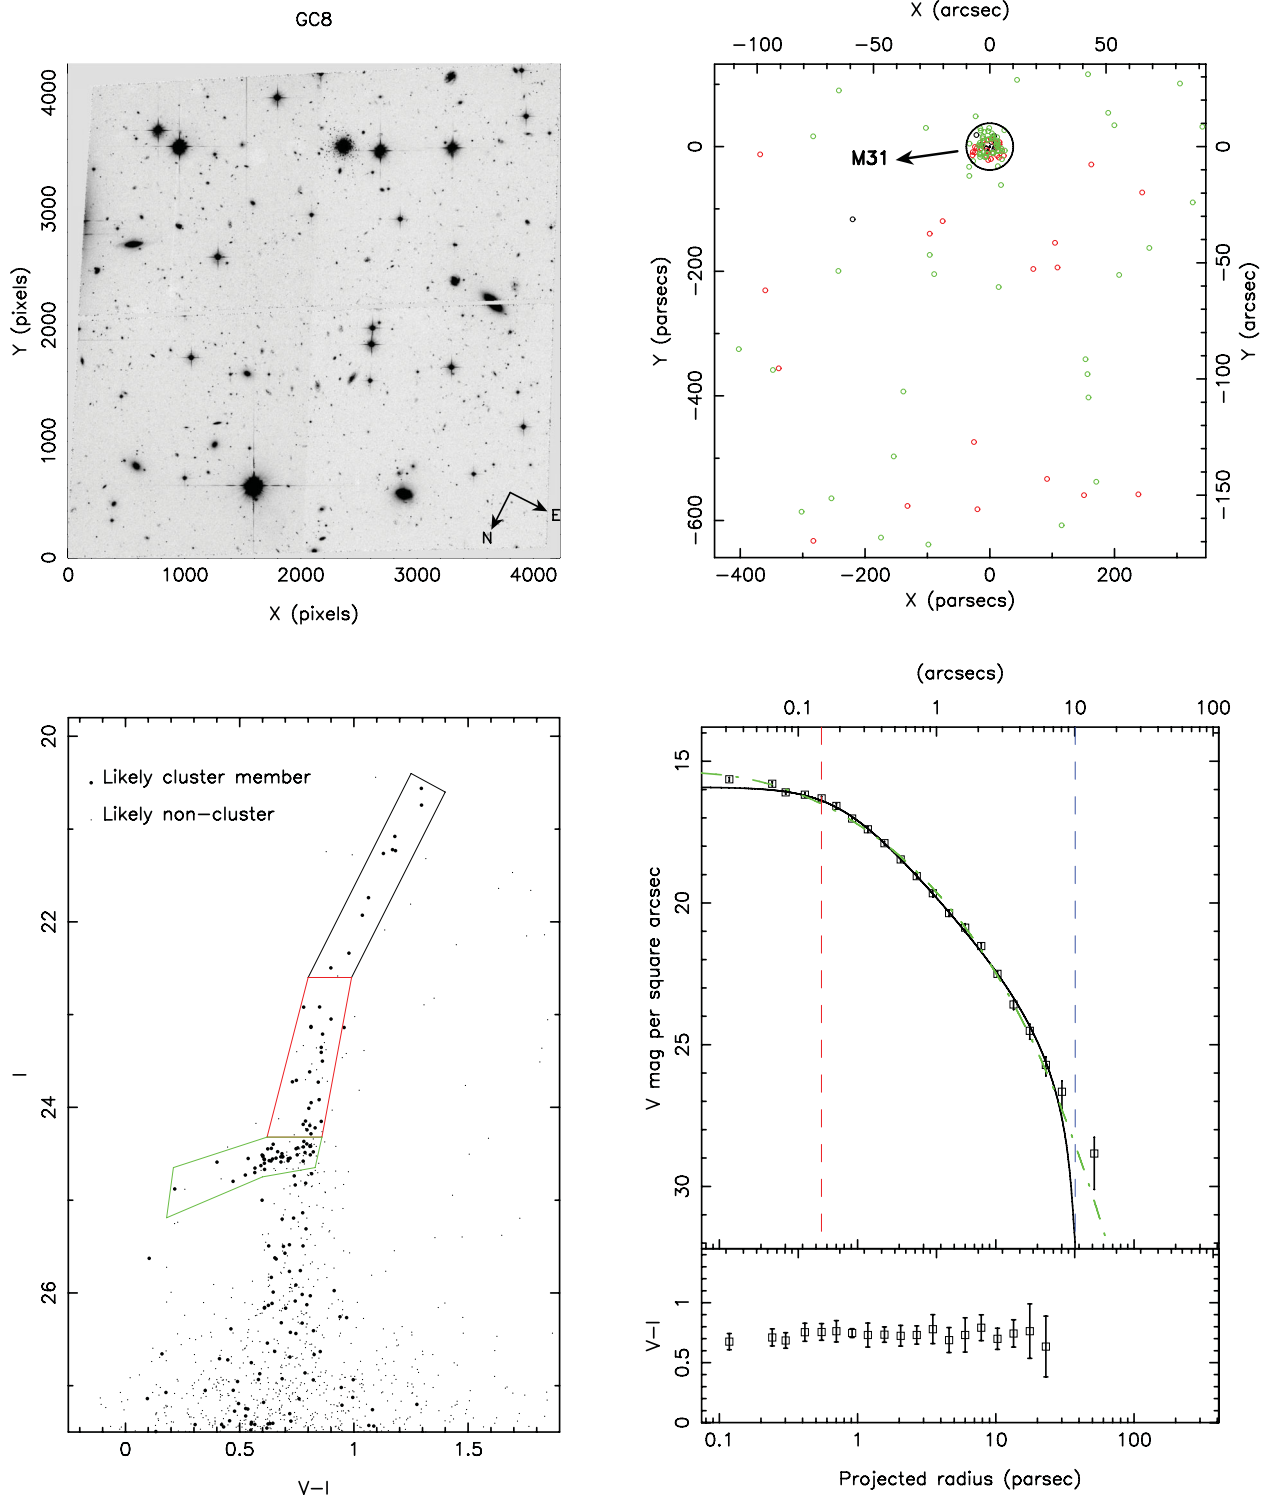 GC8
Y (pixels)
4000
3000
2000
1000
0
N
E
0 1000 2000 3000 4000
X (pixels)
X (arcsec)
−100 −50 0 50
Y (parsecs)
0
−200
−400
−600
M31
0
−50
−100
−150
Y (arcsec)
−400 −200 0 200
X (parsecs)
I
20
22
24
26
Likely cluster member
Likely non−cluster
0 0.5 1 1.5
V−I
(arcsecs)
0.1 1 10 100
V mag per square arcsec
15
20
25
30
V−I
1
0.5
0
0.1 1 10 100
Projected radius (parsec)